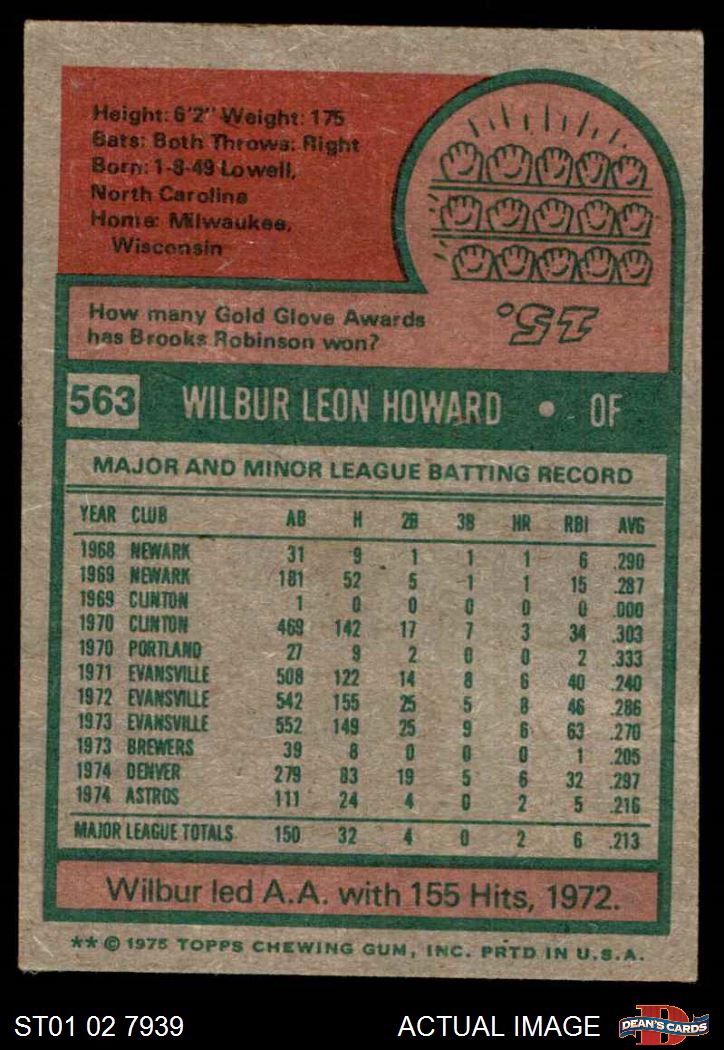 Height: 6'2" Weight: 175
Bats: Both Throws: Right
Born: 1-8-49 Lowell,
North Carolina
Home: Milwaukee,
Wisconsin
15.
How many Gold Glove Awards
has Brooks Robinson won?
563 WILBUR LEON HOWARD • OF
MAJOR AND MINOR LEAGUE BATTING RECORD
YEAR CLUB AB H 2B 3B HR RBI AVG
1968 NEWARK 31 9 1 1 1 6 .290
1969 NEWARK 181 52 5 1 1 15 .287
1969 CLINTON 1 0 0 0 0 0 .000
1970 CLINTON 469 142 17 7 3 34 .303
1970 PORTLAND 27 9 2 0 0 2 .333
1971 EVANSVILLE 508 122 14 8 6 40 .240
1972 EVANSVILLE 542 155 25 5 8 46 .286
1973 EVANSVILLE 552 149 25 9 6 63 .270
1973 BREWERS 39 8 0 0 0 1 .205
1974 DENVER 279 83 19 5 6 32 .297
1974 ASTROS 111 24 4 0 2 5 .216
MAJOR LEAGUE TOTALS 150 32 4 0 2 6 .213
Wilbur led A.A. with 155 Hits, 1972.
** © 1975 TOPPS CHEWING GUM, INC. PRTD IN U.S.A.
ST01 02 7939 ACTUAL IMAGE D DEAN'S CARDS